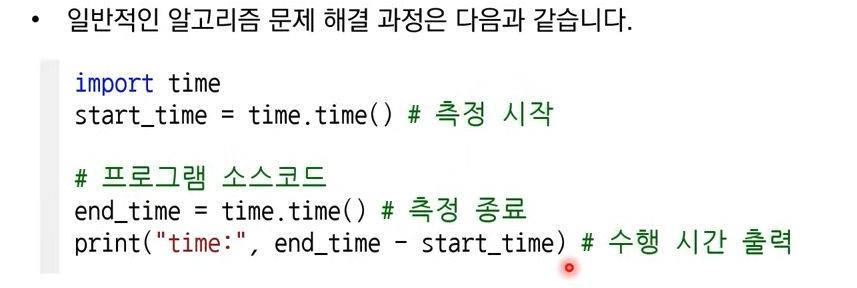 • 일반적인 알고리즘 문제 해결 과정은 다음과 같습니다.
import time
start_time = time.time() # 측정 시작
# 프로그램 소스코드
end_time = time.time() # 측정 종료
print("time:", end_time - start_time) # 수행 시간 출력